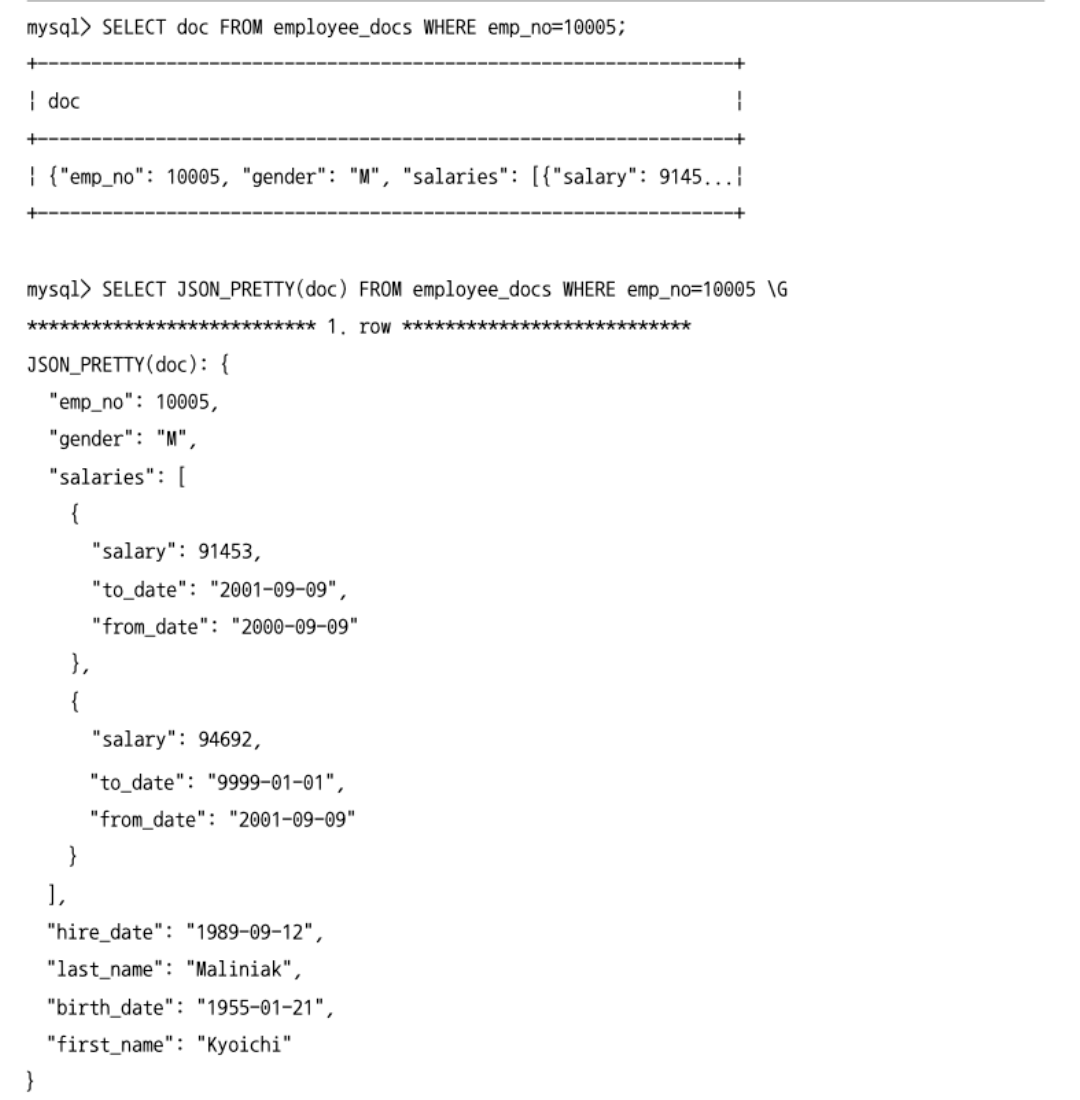 mysql> SELECT doc FROM employee_docs WHERE emp_no=10005;
+-----------------------------------------------------------------+
¦ doc                                                             ¦
+-----------------------------------------------------------------+
¦ {"emp_no": 10005, "gender": "M", "salaries": [{"salary": 9145...¦
+-----------------------------------------------------------------+

mysql> SELECT JSON_PRETTY(doc) FROM employee_docs WHERE emp_no=10005 \G
*************************** 1. row ***************************
JSON_PRETTY(doc): {
  "emp_no": 10005,
  "gender": "M",
  "salaries": [
    {
      "salary": 91453,
      "to_date": "2001-09-09",
      "from_date": "2000-09-09"
    },
    {
      "salary": 94692,
      "to_date": "9999-01-01",
      "from_date": "2001-09-09"
    }
  ],
  "hire_date": "1989-09-12",
  "last_name": "Maliniak",
  "birth_date": "1955-01-21",
  "first_name": "Kyoichi"
}